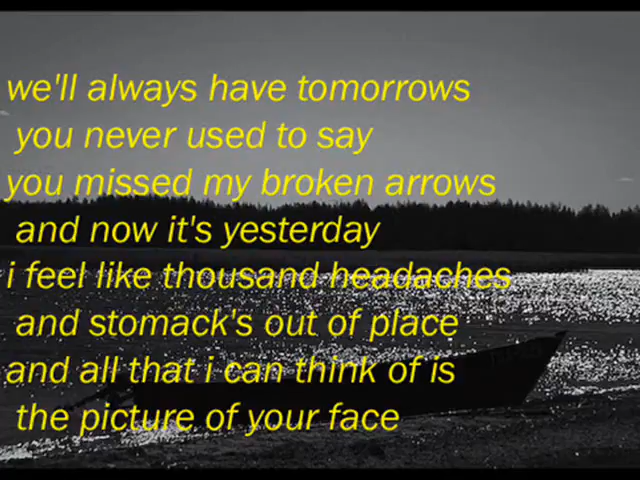 we'll always have tomorrows
you never used to say
you missed my broken arrows
and now it's yesterday
i feel like thousand headaches
and stomack's out of place
and all that i can think of is
the picture of your face